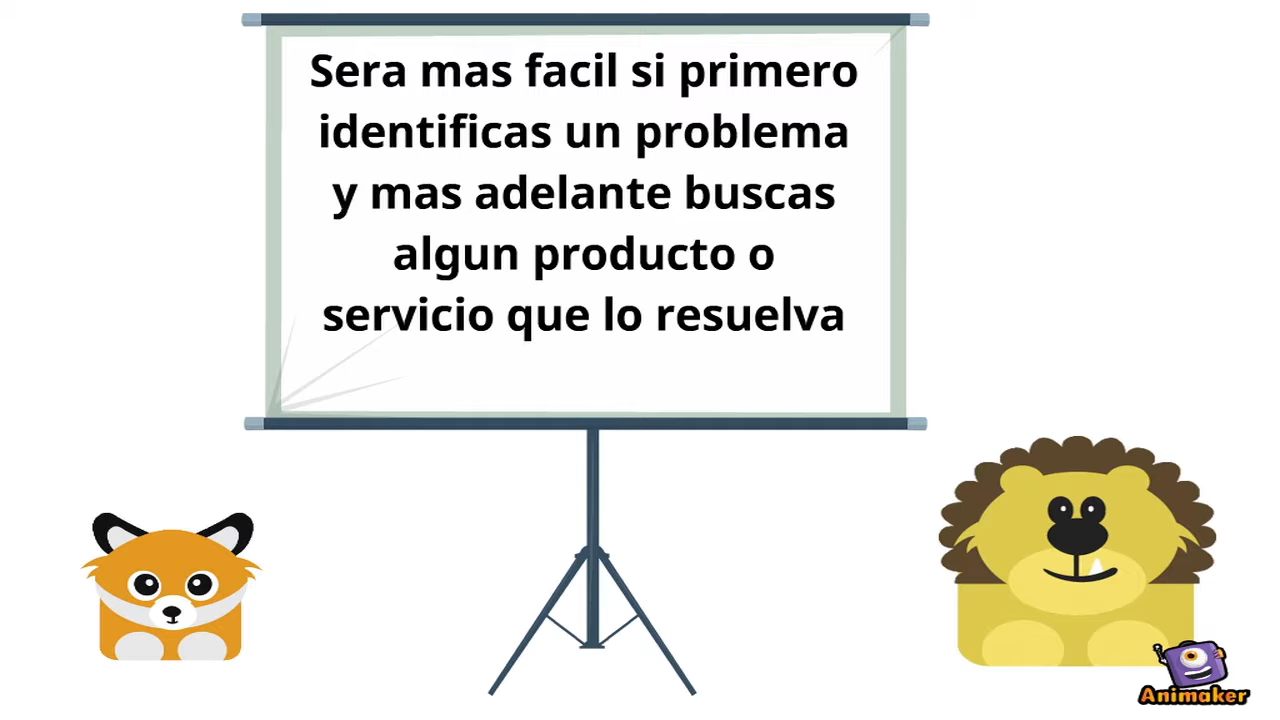 Sera mas facil si primero
identificas un problema
y mas adelante buscas
algun producto o
servicio que lo resuelva
Animaker